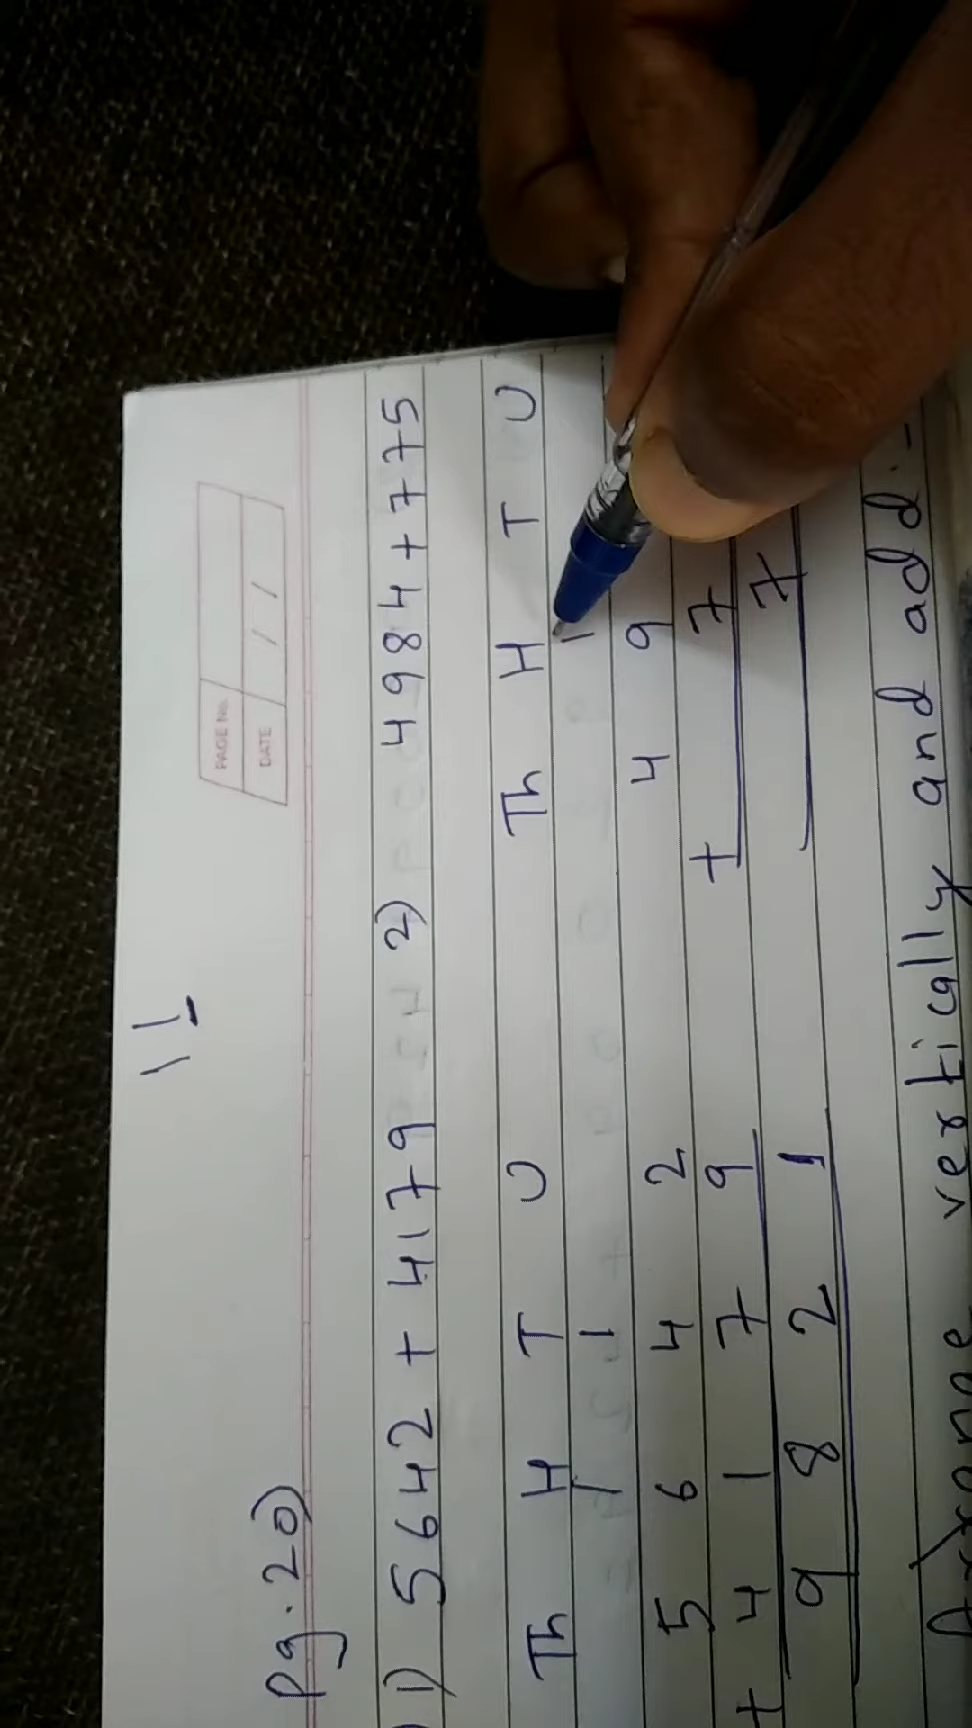 11
PAGE No.
DATE / /
Pg. 20)
1) 5642 + 4179 2) 4984 + 775
Th H T U Th H T U
1 1 1
5 6 4 2 4 9
+ 4 1 7 9 + 7
9 8 2 1 7
Arrange vertically and add :-